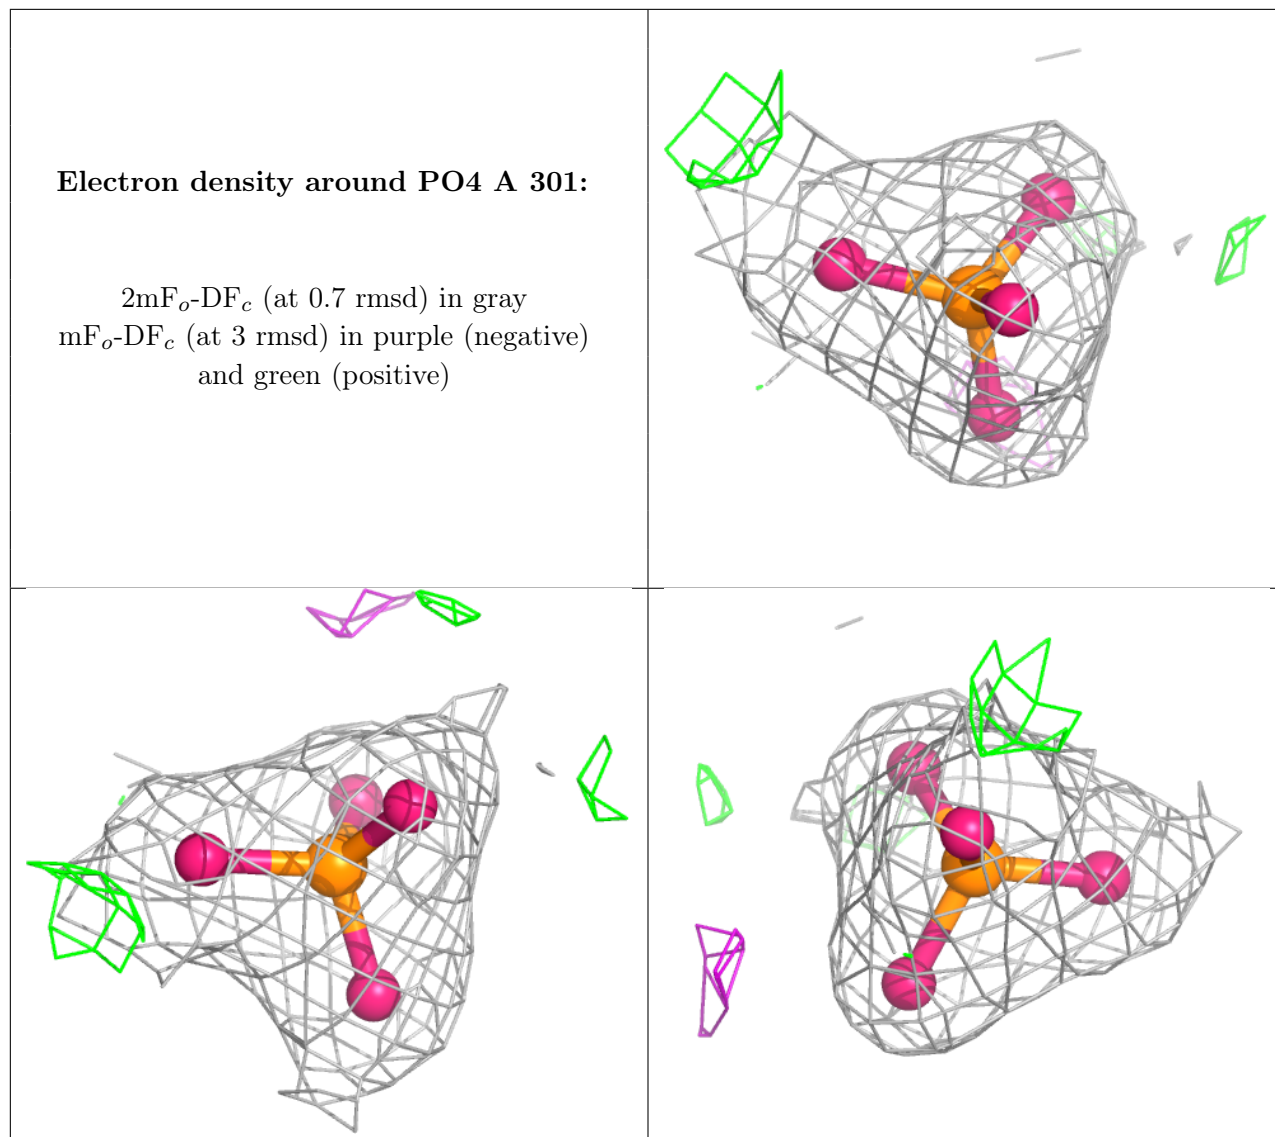 Electron density around PO4 A 301:
2mFo-DFc (at 0.7 rmsd) in gray
mFo-DFc (at 3 rmsd) in purple (negative)
and green (positive)